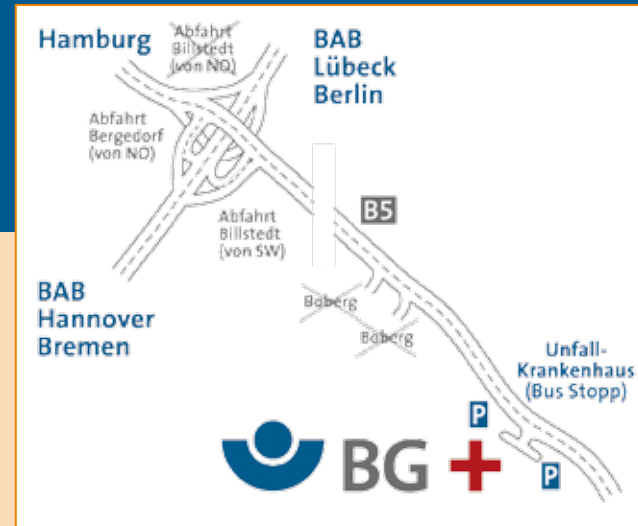 Hamburg
Abfahrt
Billstedt
(von NO)
BAB
Lübeck
Berlin
Abfahrt
Bergedorf
(von NO)
Abfahrt
Billstedt
(von SW)
B5
BAB
Hannover
Bremen
Boberg
Boberg
Unfall-
Krankenhaus
(Bus Stopp)
P
P
BG